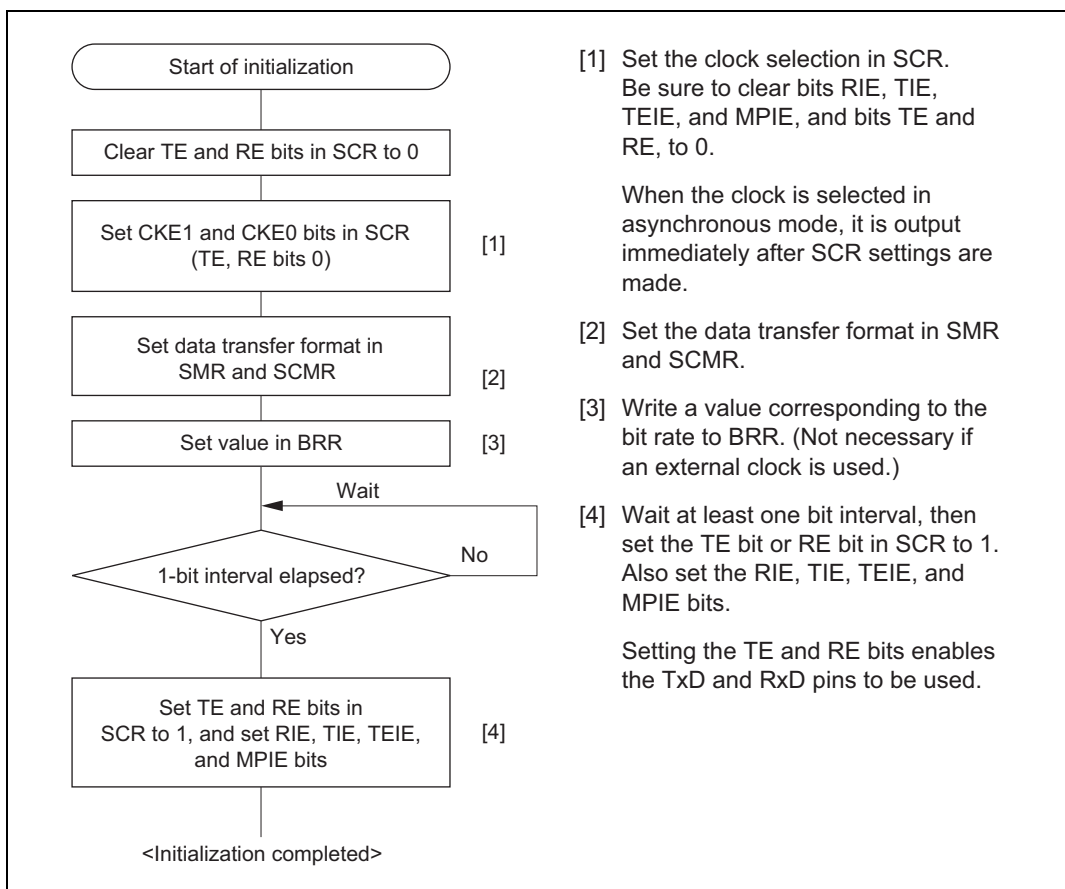 Start of initialization
Clear TE and RE bits in SCR to 0
Set CKE1 and CKE0 bits in SCR
(TE, RE bits 0)
[1]
Set data transfer format in
SMR and SCMR
[2]
Set value in BRR
[3]
Wait
1-bit interval elapsed?
No
Yes
Set TE and RE bits in
SCR to 1, and set RIE, TIE, TEIE,
and MPIE bits
[4]
<Initialization completed>
[1] Set the clock selection in SCR.
Be sure to clear bits RIE, TIE,
TEIE, and MPIE, and bits TE and
RE, to 0.
When the clock is selected in
asynchronous mode, it is output
immediately after SCR settings are
made.
[2] Set the data transfer format in SMR
and SCMR.
[3] Write a value corresponding to the
bit rate to BRR. (Not necessary if
an external clock is used.)
[4] Wait at least one bit interval, then
set the TE bit or RE bit in SCR to 1.
Also set the RIE, TIE, TEIE, and
MPIE bits.
Setting the TE and RE bits enables
the TxD and RxD pins to be used.